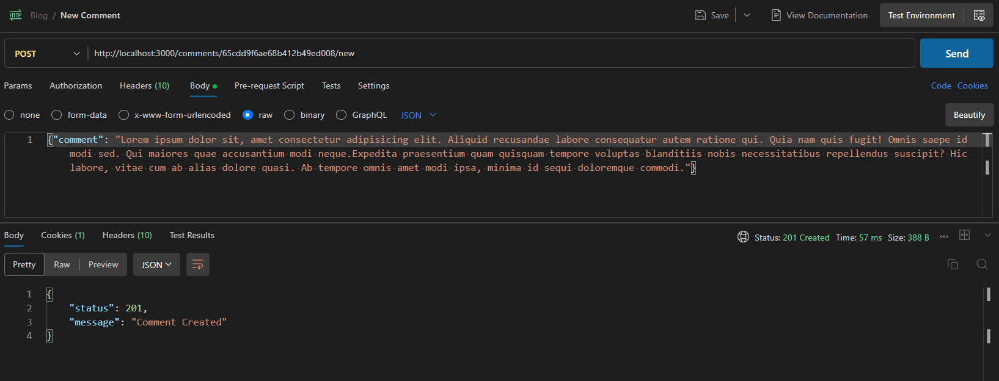 HTTP Blog / New Comment Save View Documentation Test Environment
POST http://localhost:3000/comments/65cdd9f6ae68b412b49ed008/new Send
Params Authorization Headers (10) Body Pre-request Script Tests Settings Code Cookies
none form-data x-www-form-urlencoded raw binary GraphQL JSON Beautify
1 {"comment": "Lorem ipsum dolor sit, amet consectetur adipisicing elit. Aliquid recusandae labore consequatur autem ratione qui. Quia nam quis fugit! Omnis saepe id
modi sed. Qui maiores quae accusantium modi neque.Expedita praesentium quam quisquam tempore voluptas blanditiis nobis necessitatibus repellendus suscipit? Hic
labore, vitae cum ab alias dolore quasi. Ab tempore omnis amet modi ipsa, minima id sequi doloremque commodi."}
Body Cookies (1) Headers (10) Test Results Status: 201 Created Time: 57 ms Size: 388 B
Pretty Raw Preview JSON
1 {
2 "status": 201,
3 "message": "Comment Created"
4 }